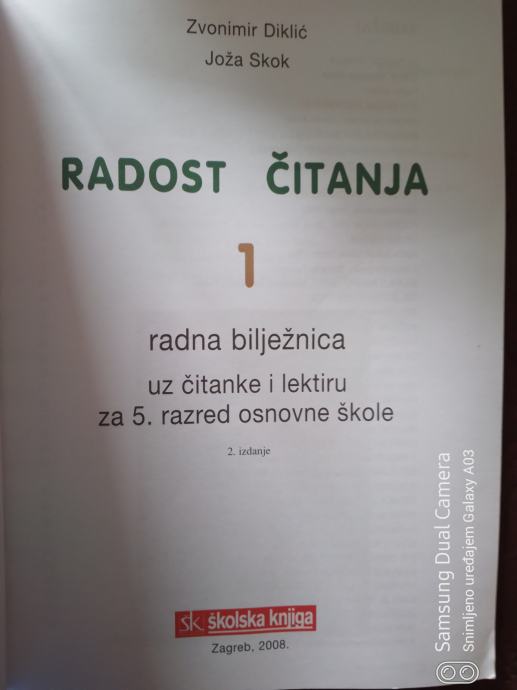 Zvonimir Diklić
Joža Skok
RADOST ČITANJA
1
radna bilježnica
uz čitanke i lektiru
za 5. razred osnovne škole
2. izdanje
šk školska knjiga
Zagreb, 2008.
Samsung Dual Camera
Snimljeno uređajem Galaxy A03